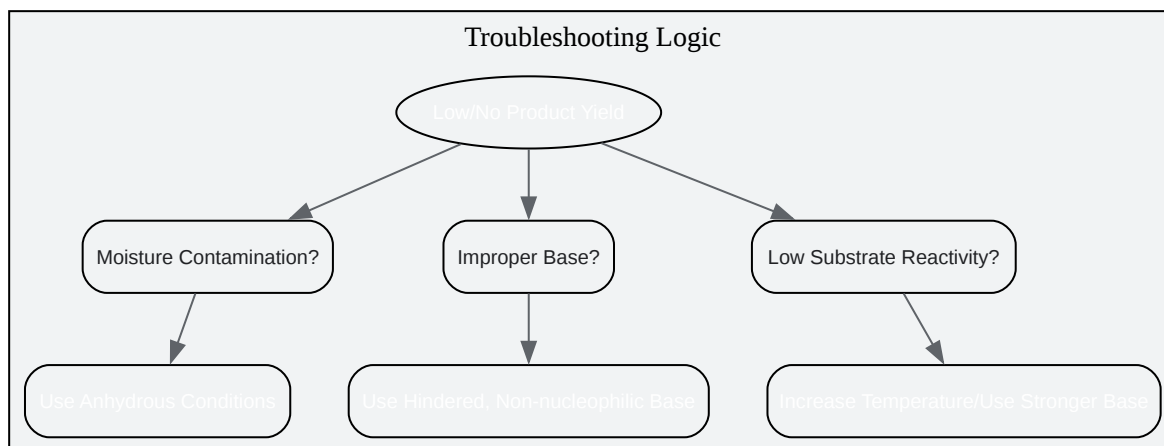 Troubleshooting Logic
Low/No Product Yield
Moisture Contamination?
Improper Base?
Low Substrate Reactivity?
Use Anhydrous Conditions
Use Hindered, Non-nucleophilic Base
Increase Temperature/Use Stronger Base